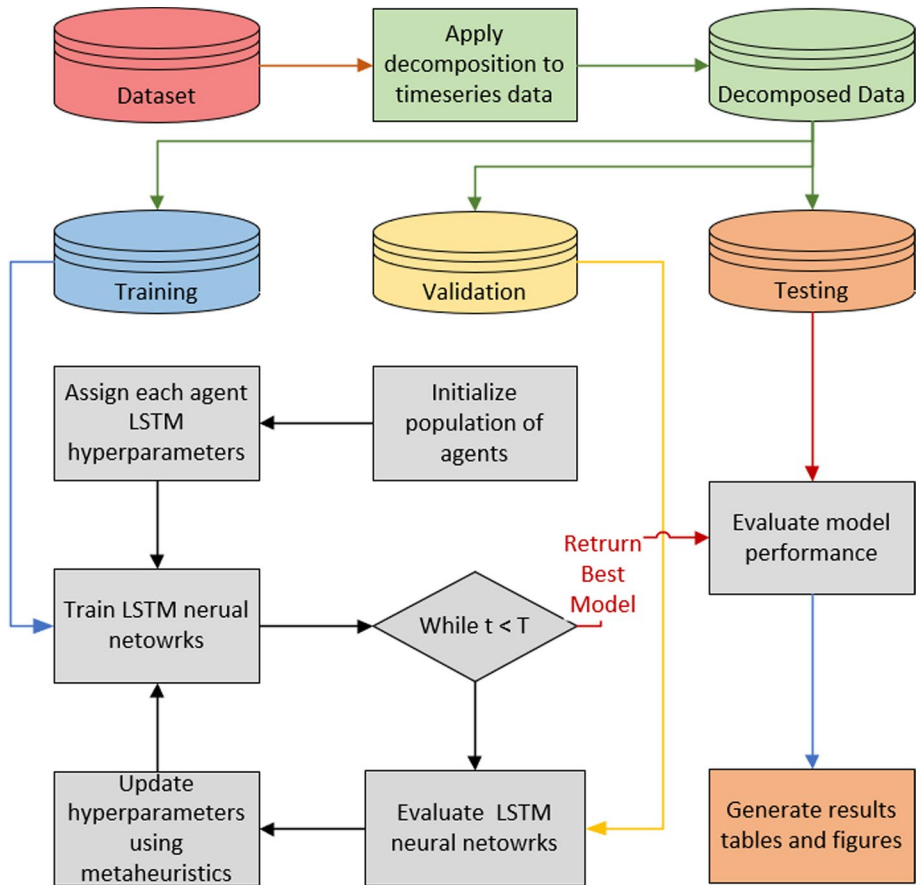 Dataset
Apply
decomposition to
timeseries data
Decomposed Data
Training
Validation
Testing
Assign each agent
LSTM
hyperparameters
Initialize
population of
agents
Evaluate model
performance
Retrurn
Best
Model
Train LSTM nerual
netowrks
While t < T
Update
hyperparameters
using
metaheuristics
Evaluate LSTM
neural netowrks
Generate results
tables and figures